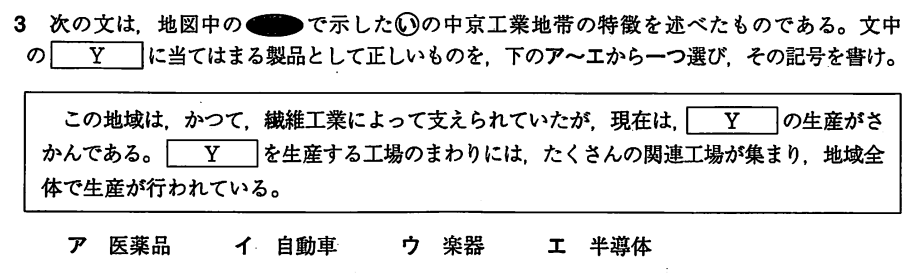 3 次の文は，地図中の　　で示したⓘの中京工業地帯の特徴を述べたものである。文中
の Y に当てはまる製品として正しいものを，下のア～エから一つ選び，その記号を書け。
この地域は，かつて，繊維工業によって支えられていたが，現在は， Y の生産がさ
かんである。 Y を生産する工場のまわりには，たくさんの関連工場が集まり，地域全
体で生産が行われている。
ア 医薬品　イ 自動車　ウ 楽器　エ 半導体